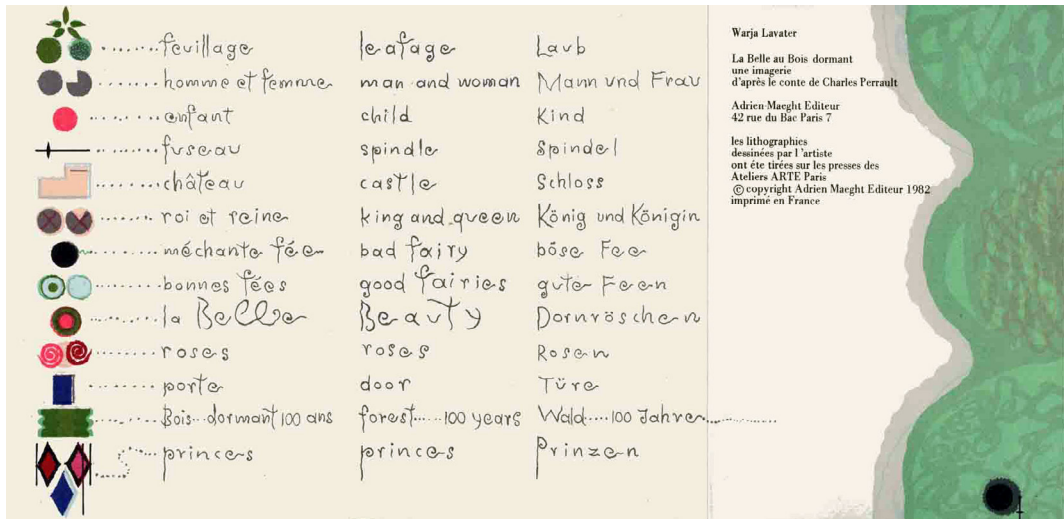 feuillage leafage Laub
homme et femme man and woman Mann und Frau
enfant child Kind
fuseau spindle Spindel
château castle Schloss
roi et reine king and queen König und Königin
méchante fée bad fairy böse Fee
bonnes fées good fairies gute Feen
la Belle Beauty Dornröschen
roses roses Rosen
porte door Türe
Bois dormant 100 ans forest.....100 years Wald....100 Jahre
princes princes Prinzen
Warja Lavater
La Belle au Bois dormant
une imagerie
d'après le conte de Charles Perrault
Adrien Maeght Editeur
42 rue du Bac Paris 7
les lithographies
dessinées par l'artiste
ont éte tirées sur les presses des
Ateliers ARTE Paris
© copyright Adrien Maeght Editeur 1982
imprimé en France